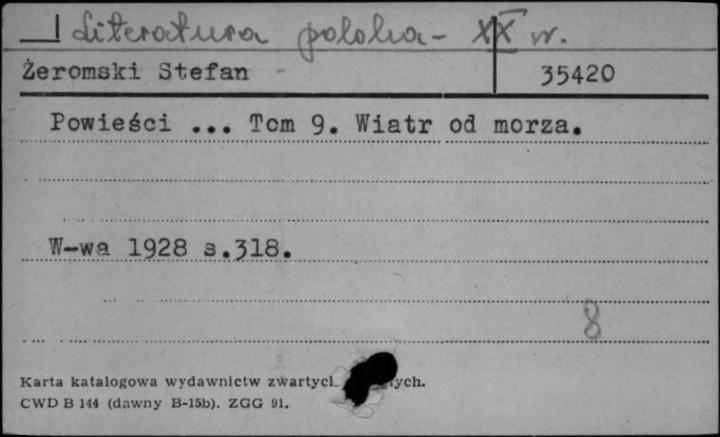 Literatura polska - XX w.
Żeromski Stefan 35420
Powieści ... Tom 9. Wiatr od morza.
W-wa 1928 s.318.
8
Karta katalogowa wydawnictw zwartych
CWD B 144 (dawny B-15b). ZGG 91.